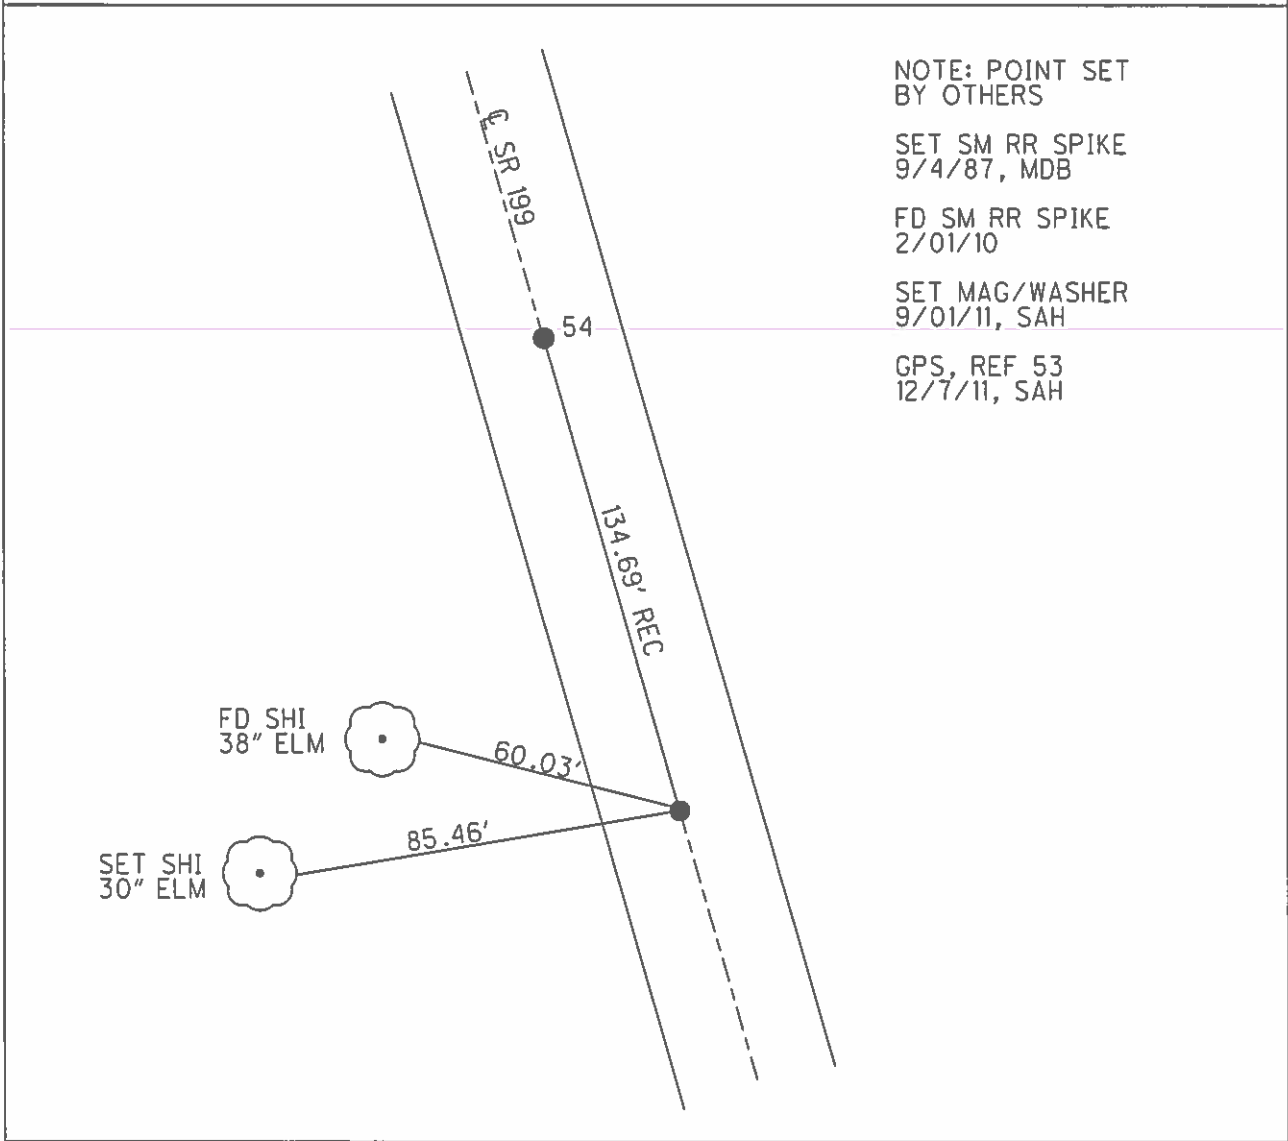 NOTE: POINT SET
BY OTHERS
SET SM RR SPIKE
9/4/87, MDB
FD SM RR SPIKE
2/01/10
SET MAG/WASHER
9/01/11, SAH
GPS, REF 53
12/7/11, SAH
℄ SR 199
54
134.69' REC
FD SHI
38" ELM
60.03'
85.46'
SET SHI
30" ELM